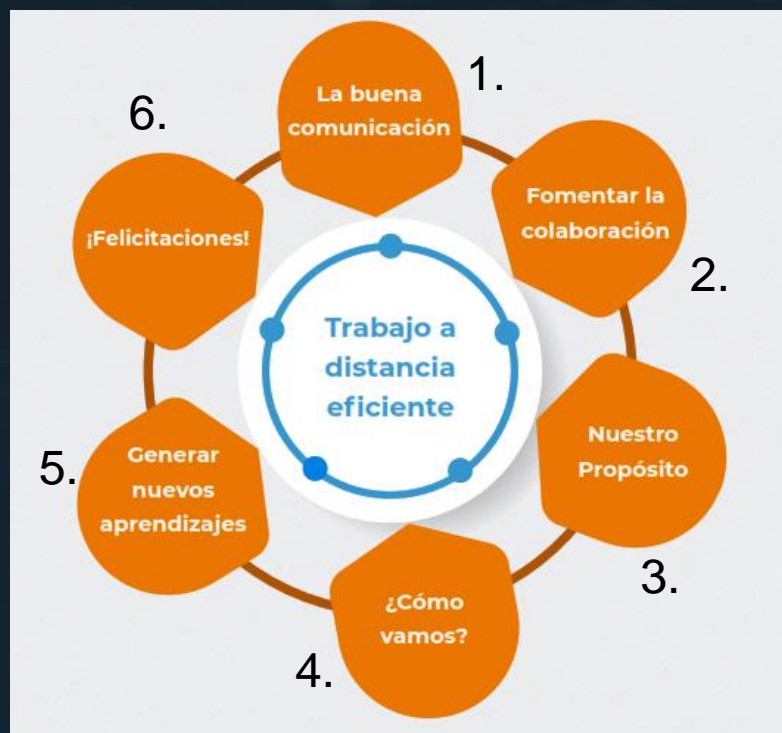 1.
La buena
comunicación
2.
Fomentar la
colaboración
3.
Nuestro
Propósito
4.
¿Cómo
vamos?
5.
Generar
nuevos
aprendizajes
6.
¡Felicitaciones!
Trabajo a
distancia
eficiente